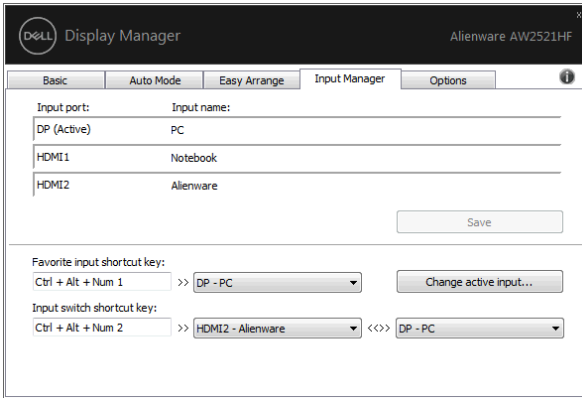 DELL Display Manager Alienware AW2521HF
Basic Auto Mode Easy Arrange Input Manager Options
Input port: Input name:
DP (Active) PC
HDMI1 Notebook
HDMI2 Alienware
Save
Favorite input shortcut key:
Ctrl + Alt + Num 1 >> DP - PC Change active input...
Input switch shortcut key:
Ctrl + Alt + Num 2 >> HDMI2 - Alienware <<>> DP - PC